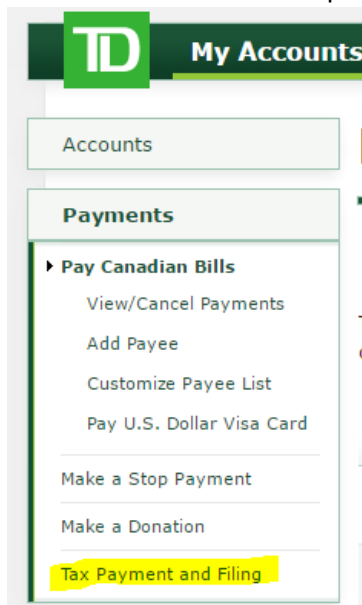 TD
My Accounts
Accounts
Payments
Pay Canadian Bills
View/Cancel Payments
Add Payee
Customize Payee List
Pay U.S. Dollar Visa Card
Make a Stop Payment
Make a Donation
Tax Payment and Filing